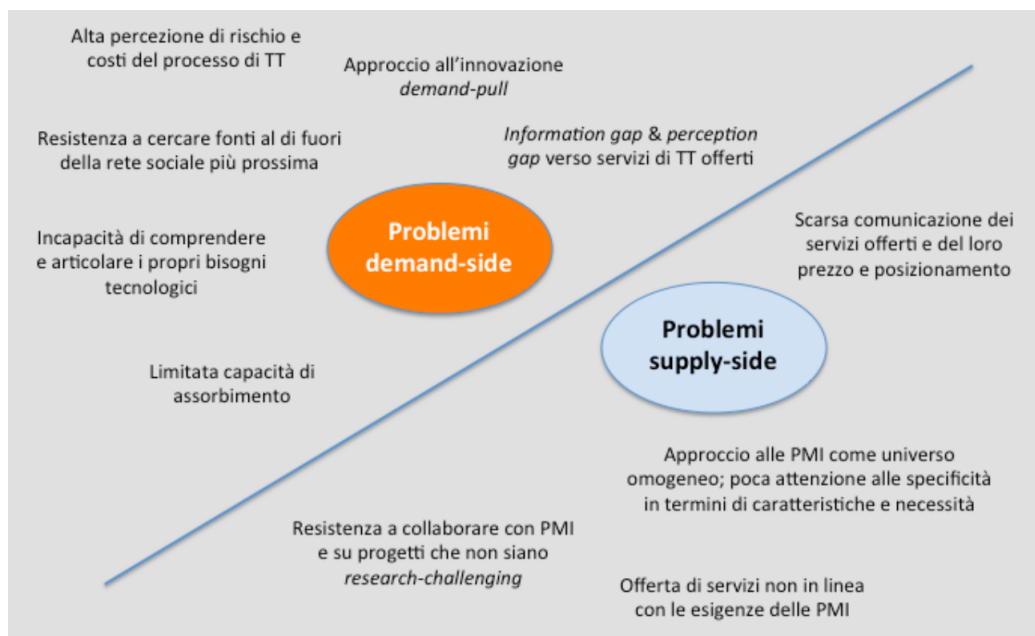 Alta percezione di rischio e
costi del processo di TT
Approccio all'innovazione
demand-pull
Resistenza a cercare fonti al di fuori
della rete sociale più prossima
Information gap & perception
gap verso servizi di TT offerti
Problemi
demand-side
Incapacità di comprendere
e articolare i propri bisogni
tecnologici
Scarsa comunicazione dei
servizi offerti e del loro
prezzo e posizionamento
Problemi
supply-side
Limitata capacità di
assorbimento
Approccio alle PMI come universo
omogeneo; poca attenzione alle specificità
in termini di caratteristiche e necessità
Resistenza a collaborare con PMI
e su progetti che non siano
research-challenging
Offerta di servizi non in linea
con le esigenze delle PMI